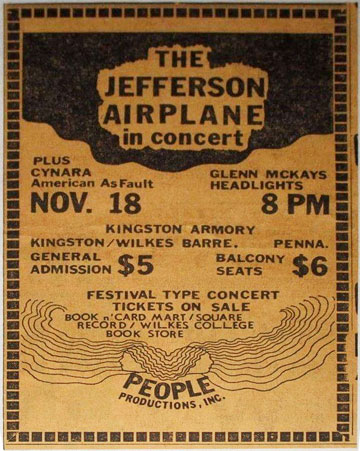 THE
JEFFERSON
AIRPLANE
in concert
PLUS
CYNARA
American As Fault
GLENN MCKAYS
HEADLIGHTS
NOV. 18 8 PM
KINGSTON ARMORY
KINGSTON/WILKES BARRE. PENNA.
GENERAL
ADMISSION $5
BALCONY
SEATS $6
FESTIVAL TYPE CONCERT
TICKETS ON SALE
BOOK n' CARD MART/SQUARE
RECORD/WILKES COLLEGE
BOOK STORE
PEOPLE
PRODUCTIONS, INC.